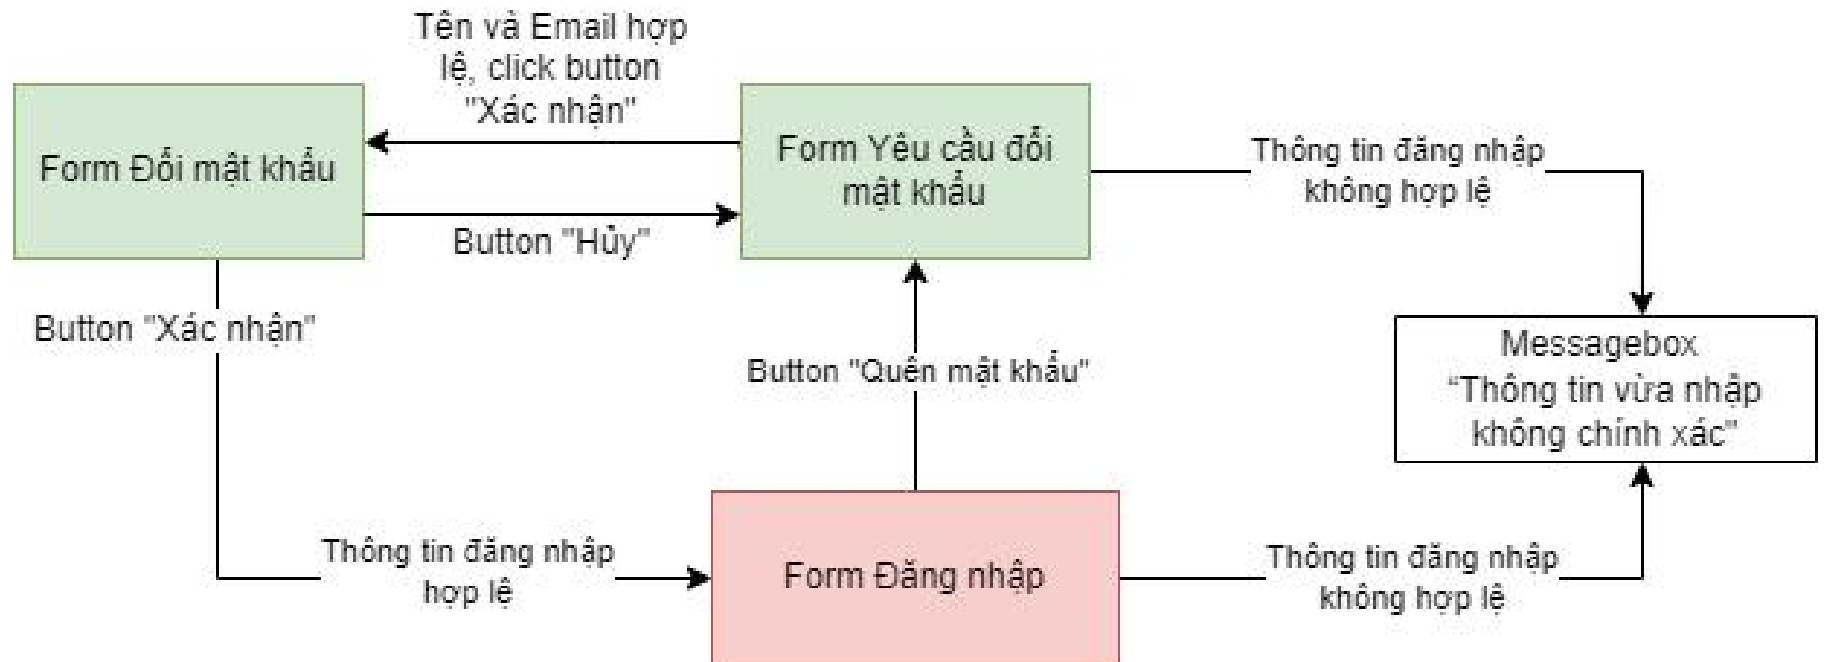 Tên và Email hợp
lệ, click button
"Xác nhận"
Form Đổi mật khẩu
Form Yêu cầu đổi
mật khẩu
Thông tin đăng nhập
không hợp lệ
Button "Hủy"
Button "Xác nhận"
Button "Quên mật khẩu"
Messagebox
“Thông tin vừa nhập
không chính xác”
Thông tin đăng nhập
hợp lệ
Form Đăng nhập
Thông tin đăng nhập
không hợp lệ